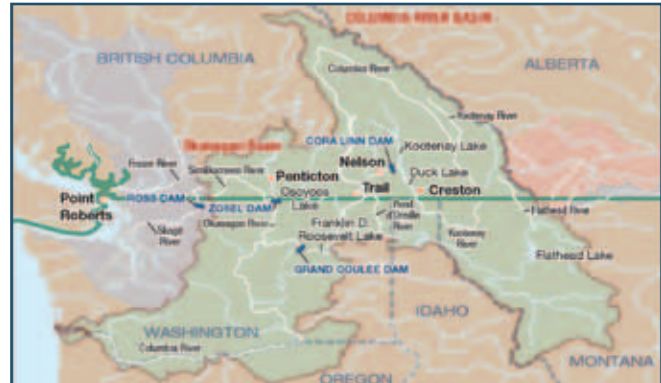 COLUMBIA RIVER BASIN
BRITISH COLUMBIA
ALBERTA
Columbia River
Kootenay River
Okanagan Basin
CORA LINN DAM
Kootenay Lake
Fraser River
Similkameen River
Nelson
Duck Lake
Penticton
Osoyoos
Lake
Trail
Creston
Point
Roberts
ROSS DAM
ZOSEL DAM
Okanagan River
Skagit
River
Franklin D.
Roosevelt Lake
Pend
Oreille
River
Kootenay
River
Flathead River
Flathead Lake
GRAND COULEE DAM
IDAHO
WASHINGTON
Columbia River
MONTANA
OREGON